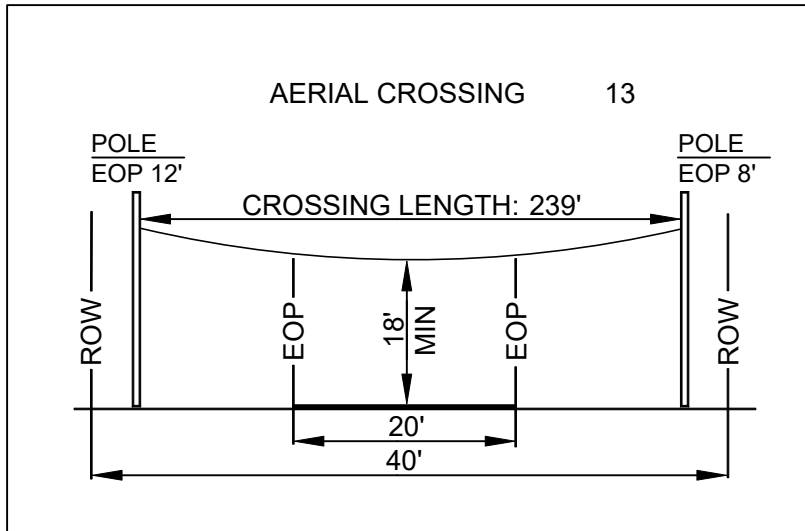 AERIAL CROSSING 13
POLE
EOP 12'
POLE
EOP 8'
CROSSING LENGTH: 239'
ROW
EOP
18'
MIN
EOP
ROW
20'
40'